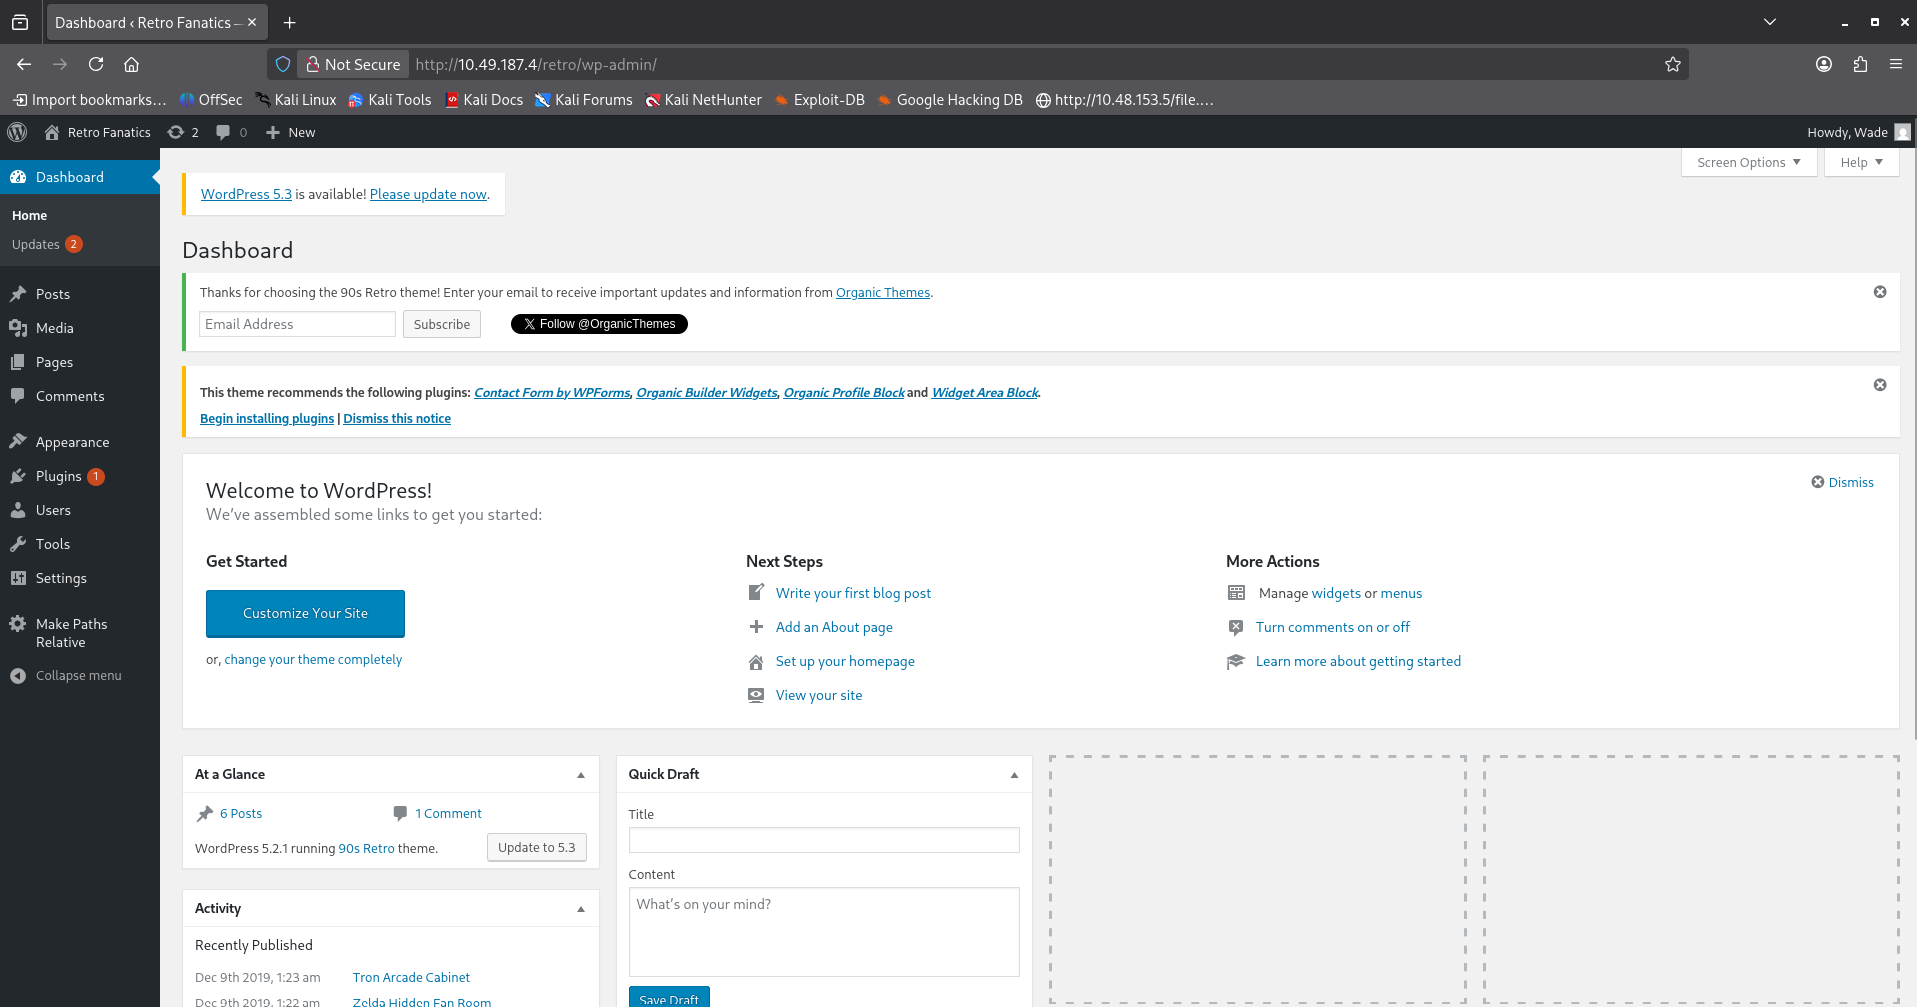 Dashboard ‹ Retro Fanatics —
Not Secure http://10.49.187.4/retro/wp-admin/
Import bookmarks… OffSec Kali Linux Kali Tools Kali Docs Kali Forums Kali NetHunter Exploit-DB Google Hacking DB http://10.48.153.5/file.…
Retro Fanatics 2 0 New Howdy, Wade
Screen Options Help
Dashboard
Home
Updates 2
Posts
Media
Pages
Comments
Appearance
Plugins 1
Users
Tools
Settings
Make Paths
Relative
Collapse menu
WordPress 5.3 is available! Please update now.
Dashboard
Thanks for choosing the 90s Retro theme! Enter your email to receive important updates and information from Organic Themes.
Email Address Subscribe X Follow @OrganicThemes
This theme recommends the following plugins: Contact Form by WPForms, Organic Builder Widgets, Organic Profile Block and Widget Area Block.
Begin installing plugins | Dismiss this notice
Welcome to WordPress!
Dismiss
We've assembled some links to get you started:
Get Started
Customize Your Site
or, change your theme completely
Next Steps
Write your first blog post
Add an About page
Set up your homepage
View your site
More Actions
Manage widgets or menus
Turn comments on or off
Learn more about getting started
At a Glance
6 Posts 1 Comment
WordPress 5.2.1 running 90s Retro theme. Update to 5.3
Activity
Recently Published
Dec 9th 2019, 1:23 am Tron Arcade Cabinet
Dec 9th 2019, 1:22 am Zelda Hidden Fan Room
Quick Draft
Title
Content
What's on your mind?
Save Draft